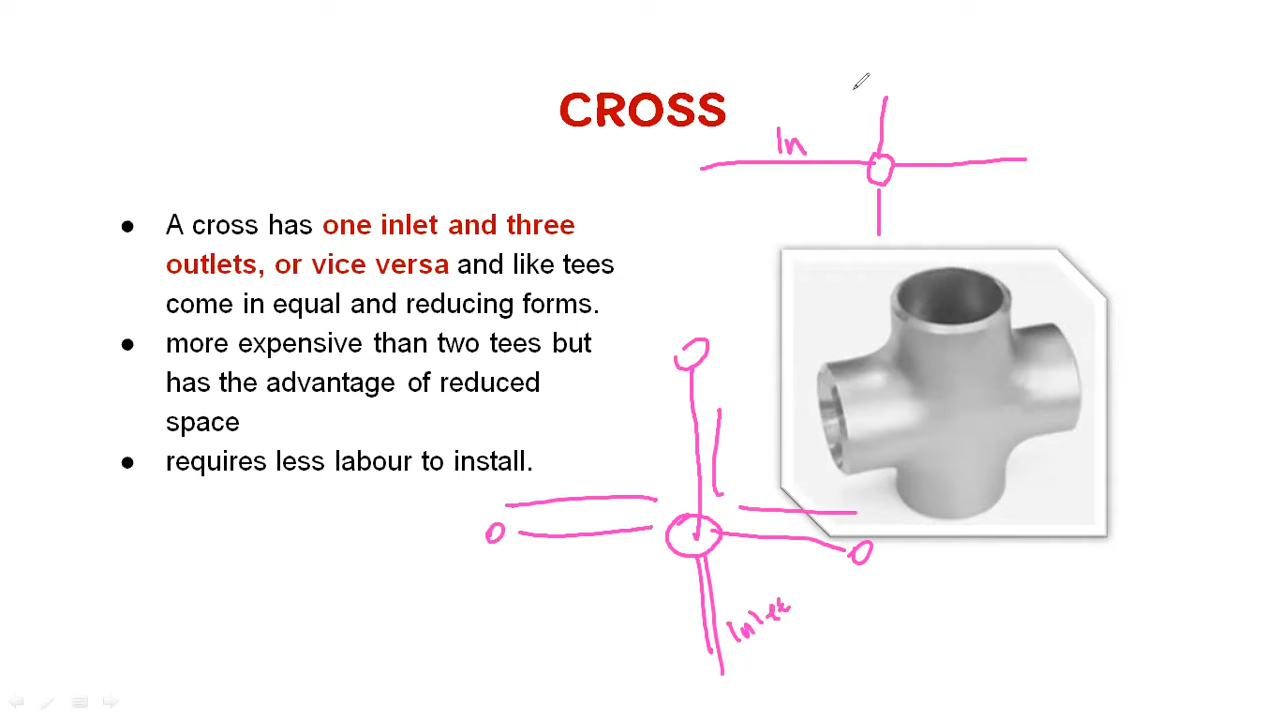 CROSS
In
● A cross has one inlet and three
outlets, or vice versa and like tees
come in equal and reducing forms.
● more expensive than two tees but
has the advantage of reduced
space
● requires less labour to install.
Inlet